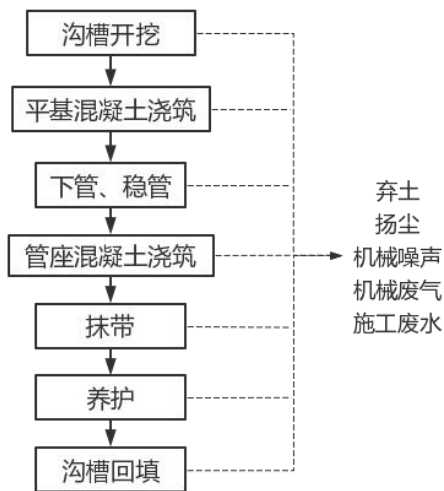 沟槽开挖
平基混凝土浇筑
下管、稳管
管座混凝土浇筑
抹带
养护
沟槽回填
弃土
扬尘
机械噪声
机械废气
施工废水